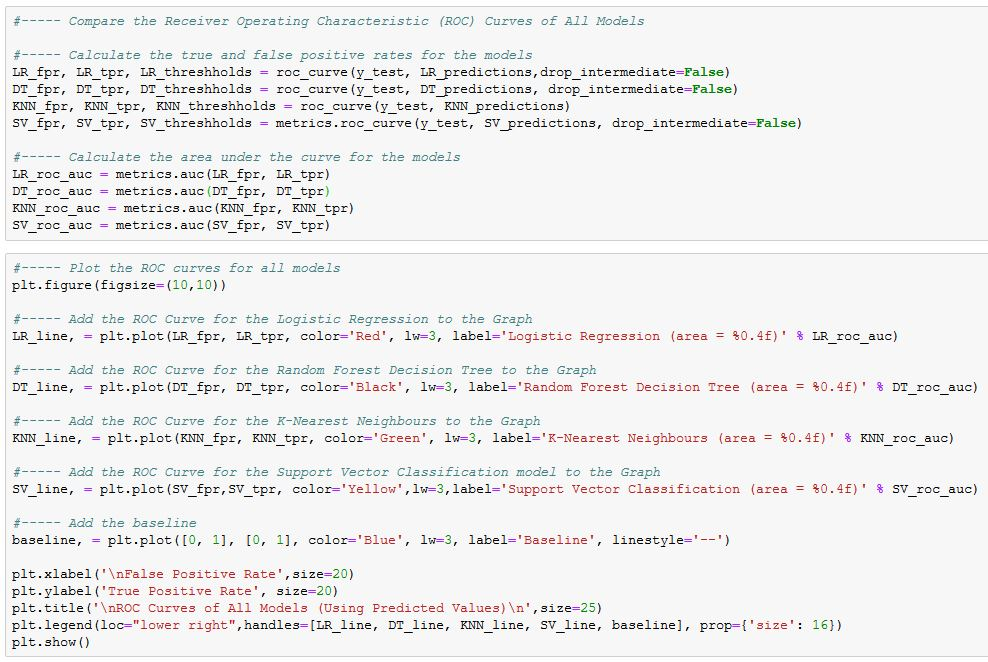 #----- Compare the Receiver Operating Characteristic (ROC) Curves of All Models
#----- Calculate the true and false positive rates for the models
LR_fpr, LR_tpr, LR_threshholds = roc_curve(y_test, LR_predictions,drop_intermediate=False)
DT_fpr, DT_tpr, DT_threshholds = roc_curve(y_test, DT_predictions, drop_intermediate=False)
KNN_fpr, KNN_tpr, KNN_threshholds = roc_curve(y_test, KNN_predictions)
SV_fpr, SV_tpr, SV_threshholds = metrics.roc_curve(y_test, SV_predictions, drop_intermediate=False)
#----- Calculate the area under the curve for the models
LR_roc_auc = metrics.auc(LR_fpr, LR_tpr)
DT_roc_auc = metrics.auc(DT_fpr, DT_tpr)
KNN_roc_auc = metrics.auc(KNN_fpr, KNN_tpr)
SV_roc_auc = metrics.auc(SV_fpr, SV_tpr)
#----- Plot the ROC curves for all models
plt.figure(figsize=(10,10))
#----- Add the ROC Curve for the Logistic Regression to the Graph
LR_line, = plt.plot(LR_fpr, LR_tpr, color='Red', lw=3, label='Logistic Regression (area = %0.4f)' % LR_roc_auc)
#----- Add the ROC Curve for the Random Forest Decision Tree to the Graph
DT_line, = plt.plot(DT_fpr, DT_tpr, color='Black', lw=3, label='Random Forest Decision Tree (area = %0.4f)' % DT_roc_auc)
#----- Add the ROC Curve for the K-Nearest Neighbours to the Graph
KNN_line, = plt.plot(KNN_fpr, KNN_tpr, color='Green', lw=3, label='K-Nearest Neighbours (area = %0.4f)' % KNN_roc_auc)
#----- Add the ROC Curve for the Support Vector Classification model to the Graph
SV_line, = plt.plot(SV_fpr,SV_tpr, color='Yellow',lw=3,label='Support Vector Classification (area = %0.4f)' % SV_roc_auc)
#----- Add the baseline
baseline, = plt.plot([0, 1], [0, 1], color='Blue', lw=3, label='Baseline', linestyle='--')
plt.xlabel('\nFalse Positive Rate',size=20)
plt.ylabel('True Positive Rate', size=20)
plt.title('\nROC Curves of All Models (Using Predicted Values)\n',size=25)
plt.legend(loc="lower right",handles=[LR_line, DT_line, KNN_line, SV_line, baseline], prop={'size': 16})
plt.show()